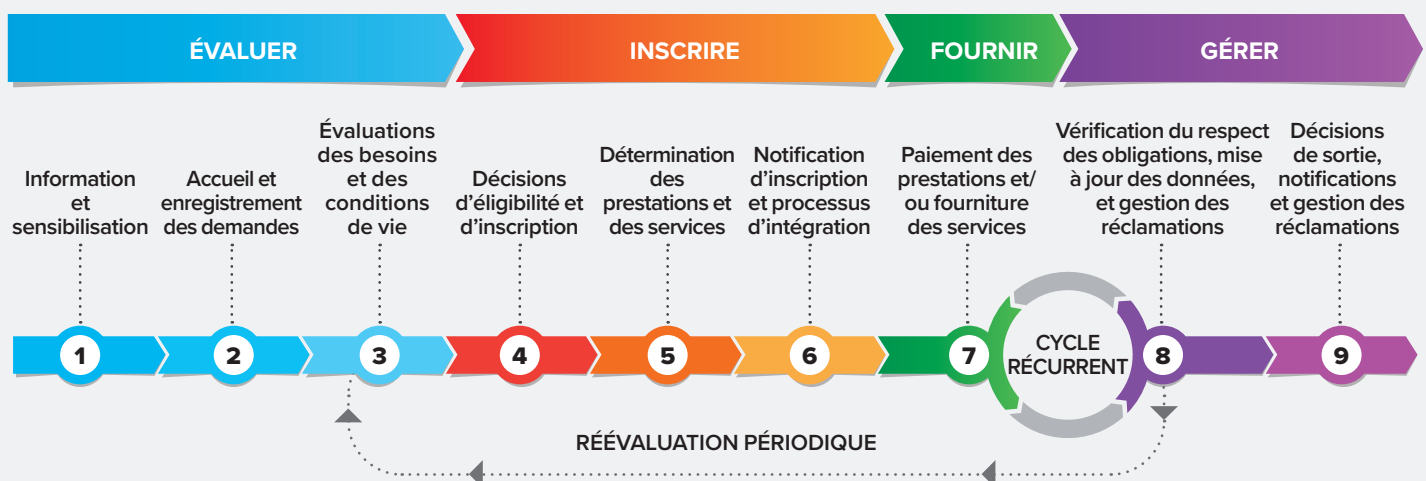 ÉVALUER
INSCRIRE
FOURNIR
GÉRER
Information
et
sensibilisation
Accueil et
enregistrement
des demandes
Évaluations
des besoins
et des
conditions
de vie
Décisions
d'éligibilité et
d'inscription
Détermination
des
prestations et
des services
Notification
d'inscription
et processus
d'intégration
Paiement des
prestations et/
ou fourniture
des services
Vérification du respect
des obligations, mise
à jour des données,
et gestion des
réclamations
Décisions
de sortie,
notifications
et gestion des
réclamations
1
2
3
4
5
6
7
CYCLE
RÉCURRENT
8
9
RÉÉVALUATION PÉRIODIQUE